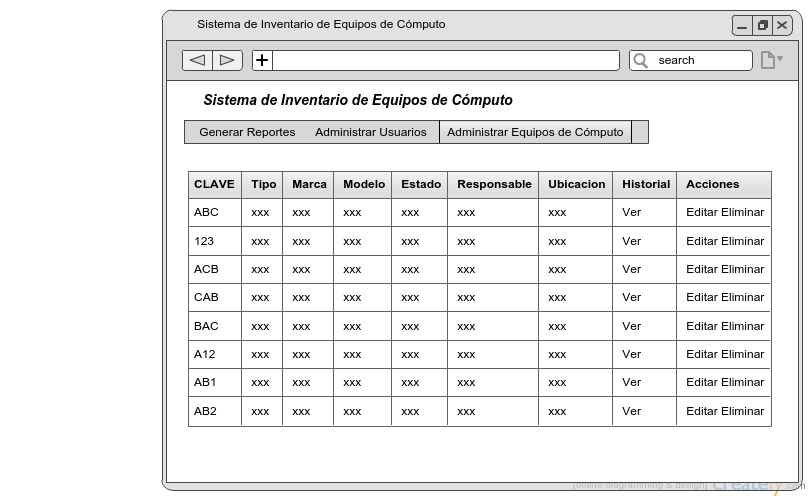 Sistema de Inventario de Equipos de Cómputo
search
Sistema de Inventario de Equipos de Cómputo
Generar Reportes Administrar Usuarios Administrar Equipos de Cómputo
CLAVE Tipo Marca Modelo Estado Responsable Ubicacion Historial Acciones
ABC xxx xxx xxx xxx xxx xxx Ver Editar Eliminar
123 xxx xxx xxx xxx xxx xxx Ver Editar Eliminar
ACB xxx xxx xxx xxx xxx xxx Ver Editar Eliminar
CAB xxx xxx xxx xxx xxx xxx Ver Editar Eliminar
BAC xxx xxx xxx xxx xxx xxx Ver Editar Eliminar
A12 xxx xxx xxx xxx xxx xxx Ver Editar Eliminar
AB1 xxx xxx xxx xxx xxx xxx Ver Editar Eliminar
AB2 xxx xxx xxx xxx xxx xxx Ver Editar Eliminar
[online diagramming & design] creately.com